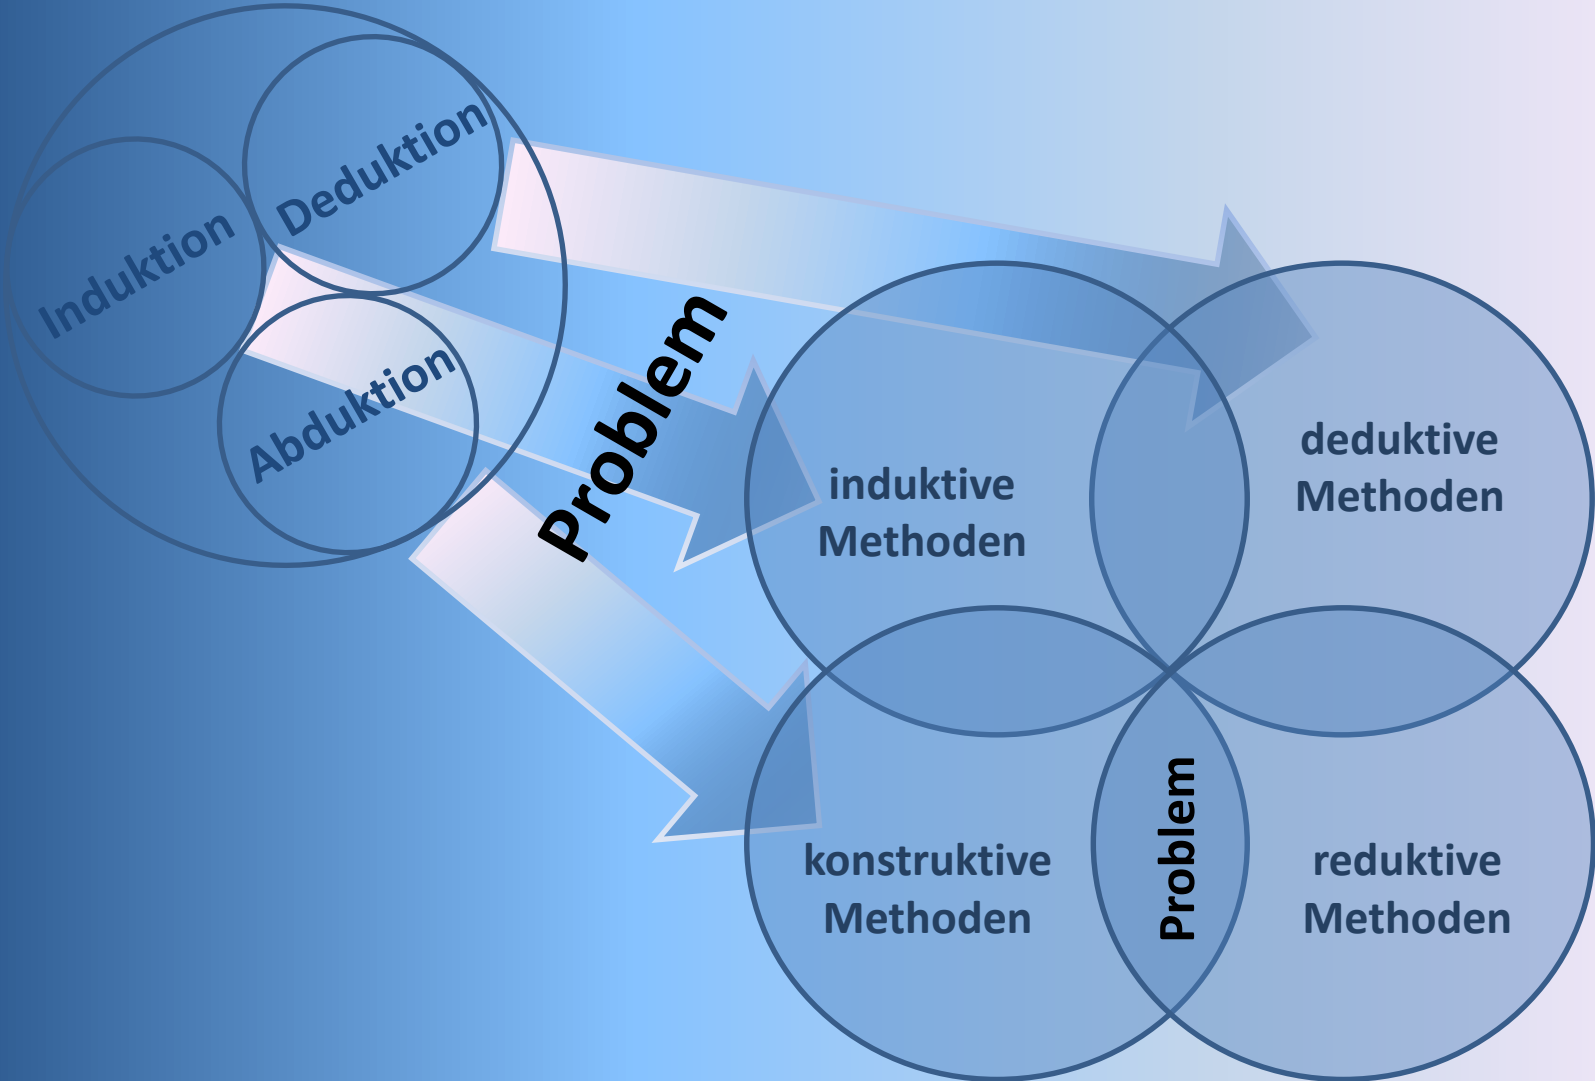 Deduktion
Induktion
Abduktion
Problem
induktive
Methoden
deduktive
Methoden
konstruktive
Methoden
Problem
reduktive
Methoden